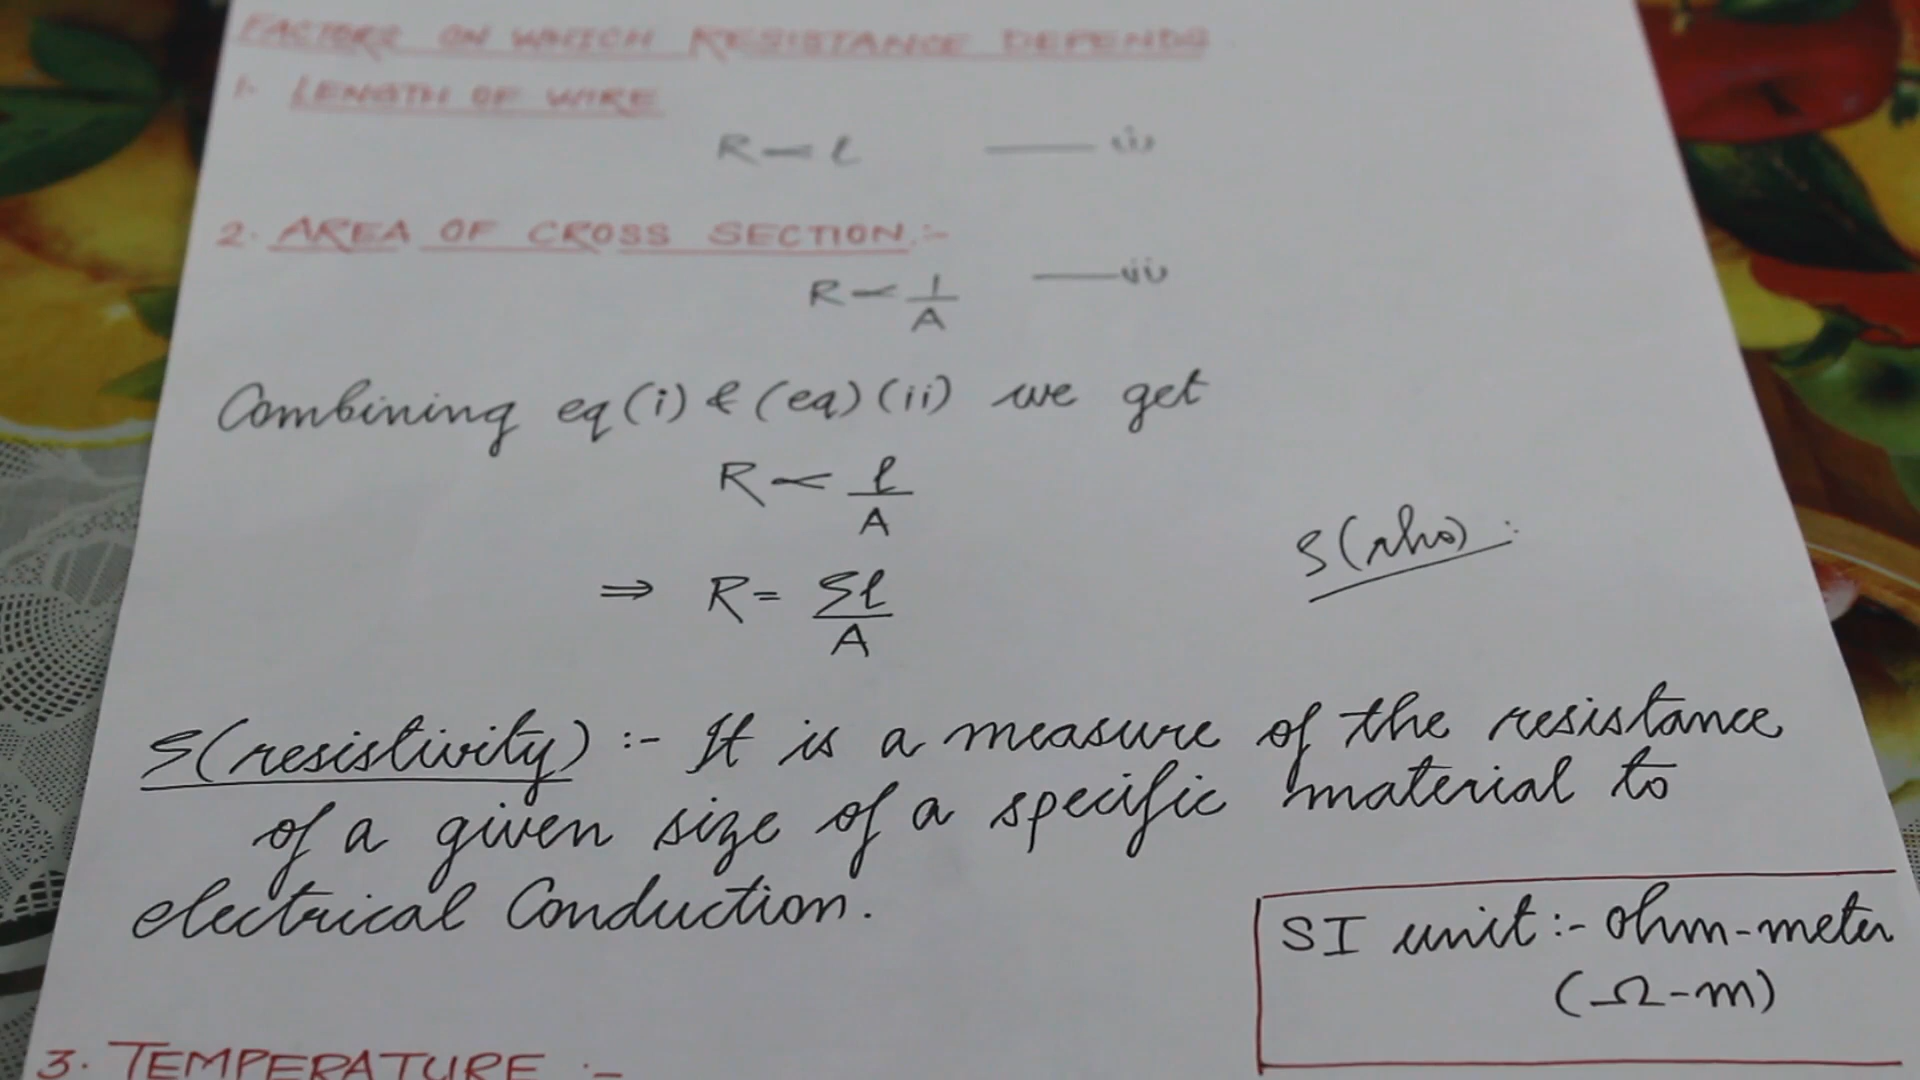 FACTORS ON WHICH RESISTANCE DEPENDS
1. LENGTH OF WIRE
R ∝ l —— (i)
2. AREA OF CROSS SECTION :-
R ∝ 1/A —— (ii)
Combining eq (i) & (eq) (ii) we get
R ∝ l/A
ρ (rho) :
⇒ R = ρl/A
ρ (resistivity) :- It is a measure of the resistance
of a given size of a specific material to
electrical Conduction.
SI unit :- ohm-meter
(Ω-m)
3. TEMPERATURE :-